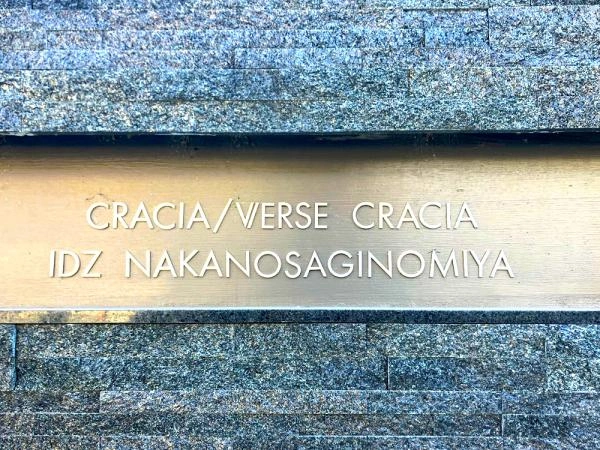 CRACIA/VERSE CRACIA
IDZ NAKANOSAGINOMIYA